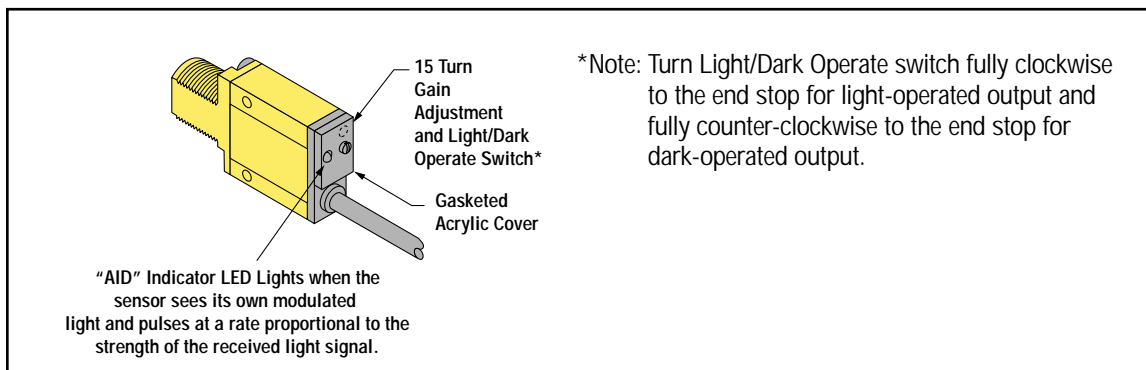 15 Turn
Gain
Adjustment
and Light/Dark
Operate Switch*
Gasketed
Acrylic Cover
“AID” Indicator LED Lights when the
sensor sees its own modulated
light and pulses at a rate proportional to the
strength of the received light signal.
*Note: Turn Light/Dark Operate switch fully clockwise
to the end stop for light-operated output and
fully counter-clockwise to the end stop for
dark-operated output.